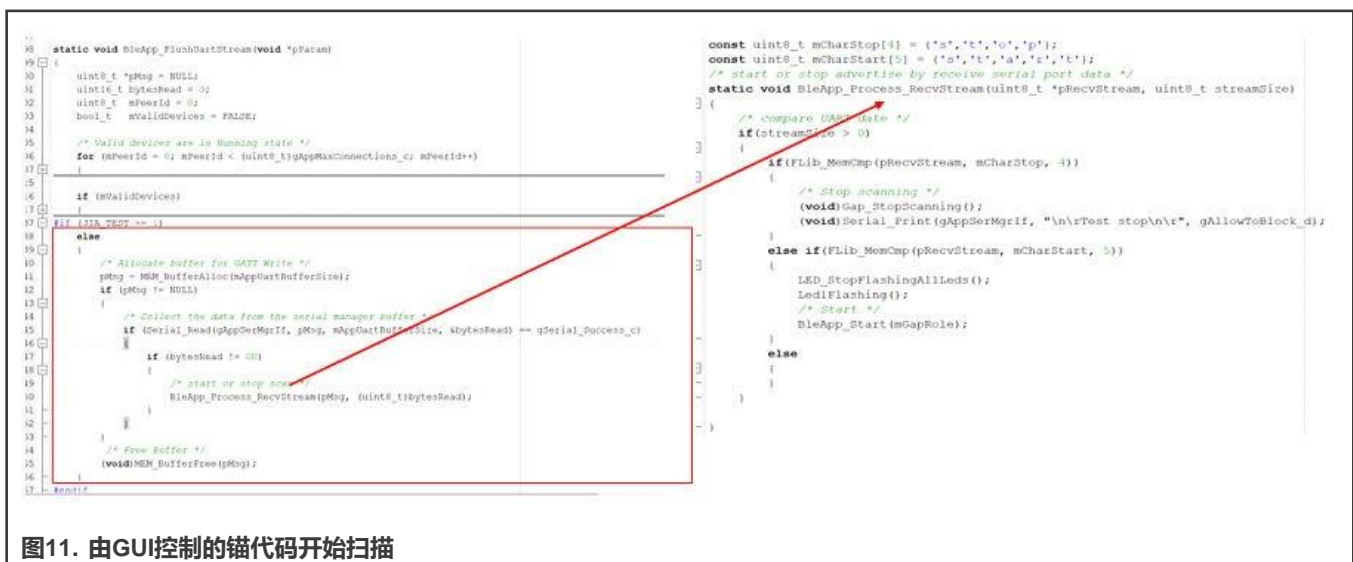 static void BleApp_FlushUartStream(void *pParam)
{
uint8_t *pMsg = NULL;
uint16_t bytesRead = 0;
uint8_t mPeerId = 0;
bool_t mValidDevices = FALSE;
/* Valid devices are in Running state */
for (mPeerId = 0; mPeerId < (uint8_t)gAppMaxConnections_c; mPeerId++)
{
if (mValidDevices)
{
#if (JIA_TEST == 1)
else
{
/* Allocate buffer for GATT Write */
pMsg = MEM_BufferAlloc(mAppUartBufferSize);
if (pMsg != NULL)
{
/* Collect the data from the serial manager buffer */
if (Serial_Read(gAppSerMgrIf, pMsg, mAppUartBufferSize, &bytesRead) == gSerial_Success_c)
{
if (bytesRead != 0U)
{
/* start or stop scan */
BleApp_Process_RecvStream(pMsg, (uint8_t)bytesRead);
}
}
}
/* Free Buffer */
(void)MEM_BufferFree(pMsg);
}
#endif
const uint8_t mCharStop[4] = {'s','t','o','p'};
const uint8_t mCharStart[5] = {'s','t','a','r','t'};
/* start or stop advertise by receive serial port data */
static void BleApp_Process_RecvStream(uint8_t *pRecvStream, uint8_t streamSize)
{
/* compare UART date */
if(streamSize > 0)
{
if(FLib_MemCmp(pRecvStream, mCharStop, 4))
{
/* Stop scanning */
(void)Gap_StopScanning();
(void)Serial_Print(gAppSerMgrIf, "\n\rTest stop\n\r", gAllowToBlock_d);
}
else if(FLib_MemCmp(pRecvStream, mCharStart, 5))
{
LED_StopFlashingAllLeds();
Led1Flashing();
/* Start */
BleApp_Start(mGapRole);
}
else
{
}
}
}
图11. 由GUI控制的锚代码开始扫描